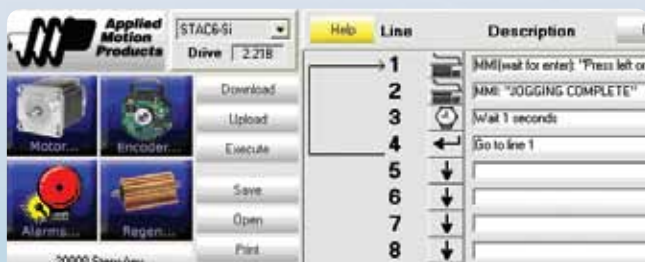 Applied
Motion
Products
STAC6-Si
Drive 2.21B
Motor...
Encoder...
Alarms...
Regen...
Download
Upload
Execute
Save
Open
Print
20000 Steps/rev
Help Line Description
1 MMI(wait for enter): "Press left or
2 MMI: "JOGGING COMPLETE"
3 Wait 1 seconds
4 Go to line 1
5
6
7
8